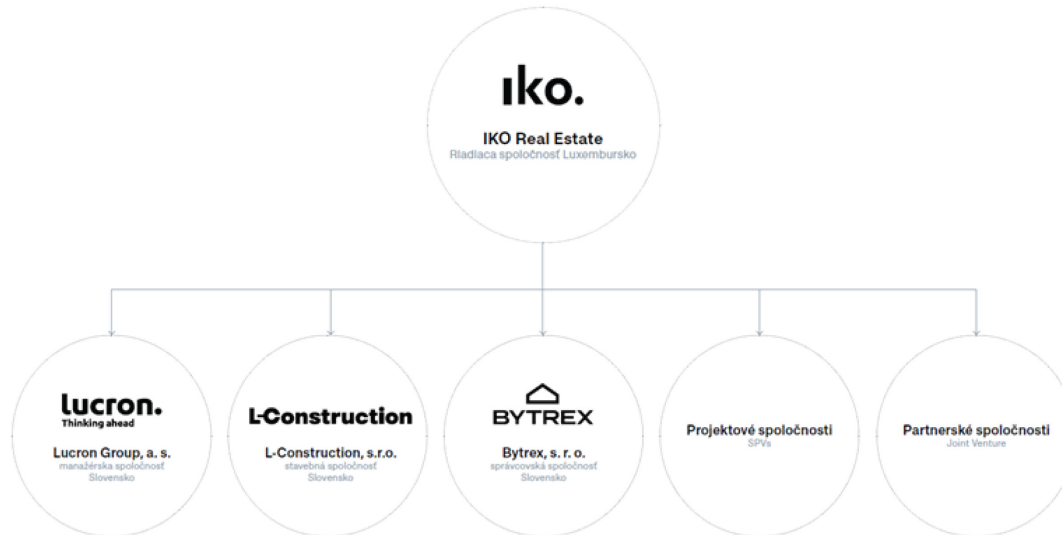 ıko.
IKO Real Estate
Riadiaca spoločnosť Luxembursko
lucron.
Thinking ahead
Lucron Group, a. s.
manažérska spoločnosť
Slovensko
L-Construction
L-Construction, s.r.o.
stavebná spoločnosť
Slovensko
BYTREX
Bytrex, s. r. o.
správcovská spoločnosť
Slovensko
Projektové spoločnosti
SPVs
Partnerské spoločnosti
Joint Venture